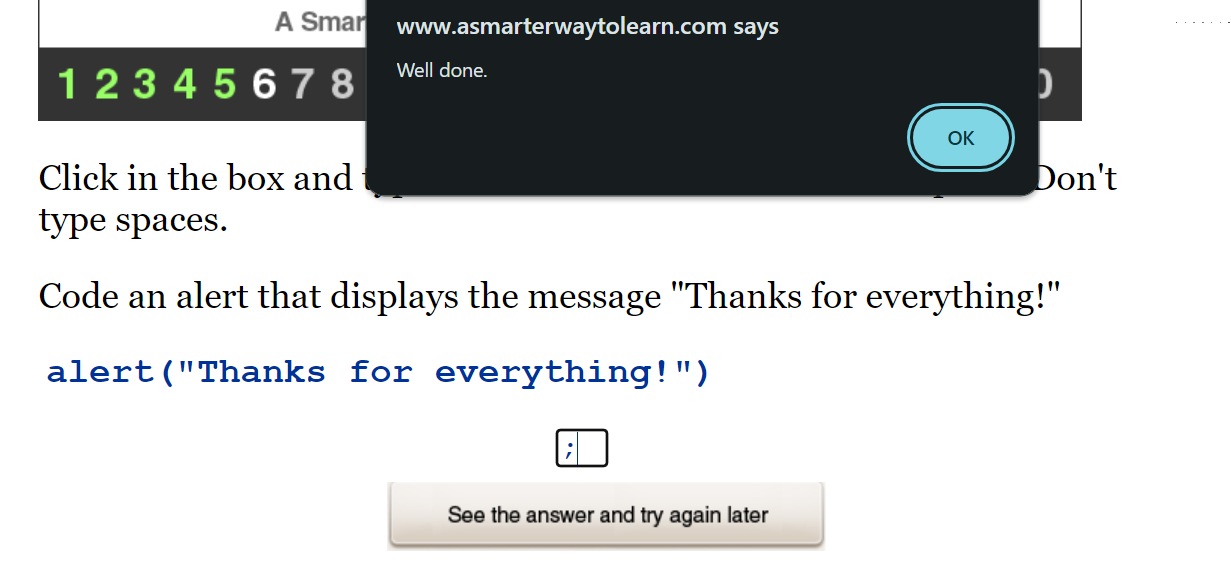 A Smar
www.asmarterwaytolearn.com says
Well done.
1 2 3 4 5 6 7 8
0
OK
Click in the box and
Don't
type spaces.
Code an alert that displays the message "Thanks for everything!"
alert("Thanks for everything!")
;
See the answer and try again later